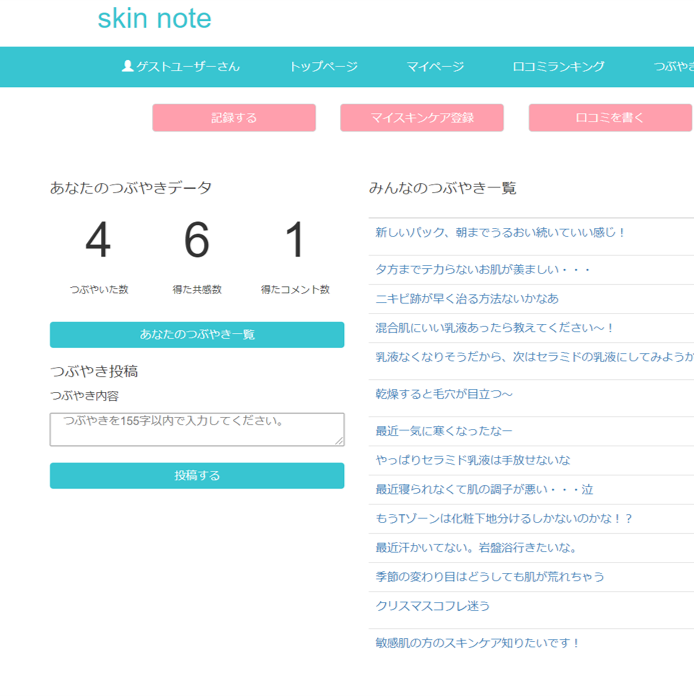 skin note
ゲストユーザーさん トップページ マイページ 口コミランキング つぶやき
記録する マイスキンケア登録 口コミを書く
あなたのつぶやきデータ
4 6 1
つぶやいた数 得た共感数 得たコメント数
あなたのつぶやき一覧
つぶやき投稿
つぶやき内容
つぶやきを155字以内で入力してください。
投稿する
みんなのつぶやき一覧
新しいパック、朝までうるおい続いていい感じ！
夕方までテカらないお肌が羨ましい・・・
ニキビ跡が早く治る方法ないかなあ
混合肌にいい乳液あったら教えてください～！
乳液なくなりそうだから、次はセラミドの乳液にしてみようか
乾燥すると毛穴が目立つ～
最近一気に寒くなったなー
やっぱりセラミド乳液は手放せないな
最近寝られなくて肌の調子が悪い・・・泣
もうTゾーンは化粧下地分けるしかないのかな！？
最近汗かいてない。岩盤浴行きたいな。
季節の変わり目はどうしても肌が荒れちゃう
クリスマスコフレ迷う
敏感肌の方のスキンケア知りたいです！